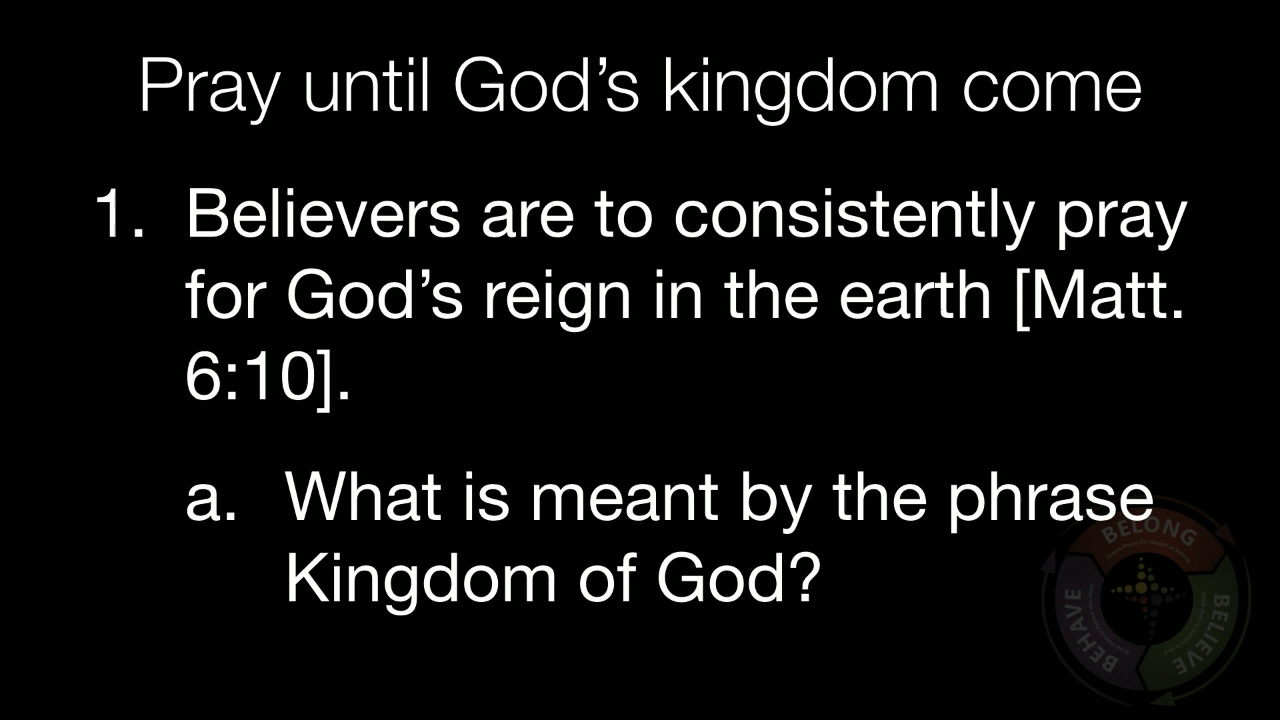 Pray until God’s kingdom come
1. Believers are to consistently pray
for God’s reign in the earth [Matt.
6:10].
a. What is meant by the phrase
Kingdom of God?
BELONG
BEHAVE
BELIEVE